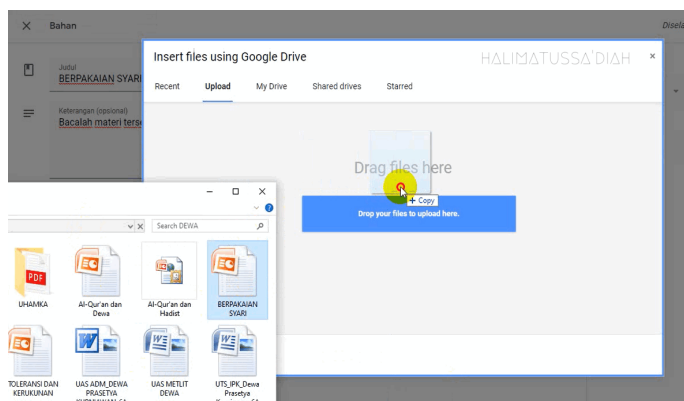 Bahan
Disela
Judul
BERPAKAIAN SYARI
Keterangan (opsional)
Bacalah materi terse
Insert files using Google Drive
HALIMATUSSA'DIAH
Recent
Upload
My Drive
Shared drives
Starred
Drag files here
+ Copy
Drop your files to upload here.
Search DEWA
PDF
UHAMKA
Al-Qur'an dan
Dewa
Al-Qur'an dan
Hadist
BERPAKAIAN
SYARI
TOLERANSI DAN
KERUKUNAN
UAS ADM_DEWA
PRASETYA
UAS METLIT
DEWA
UTS_IPK_Dewa
Prasetya